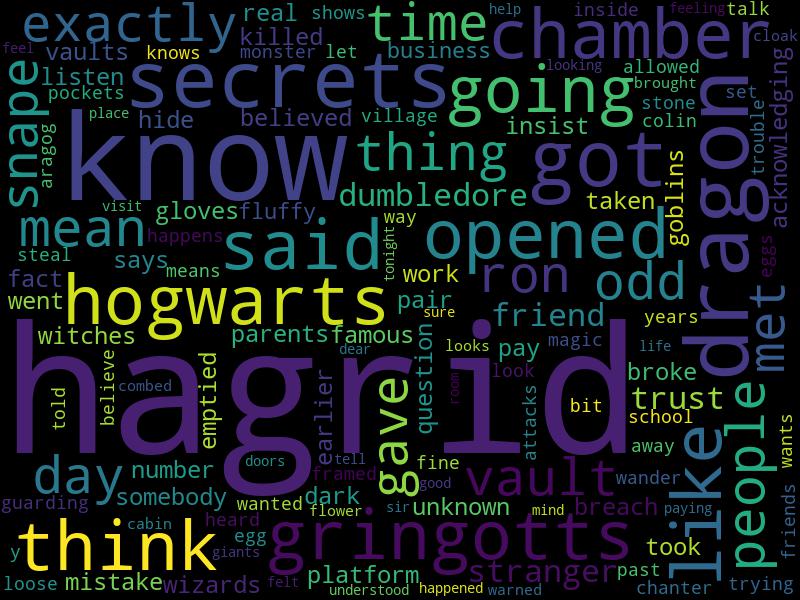 exactly
real
shows
time
help
chamber
inside
feeling
talk
cloak
feel
vaults
knows
killed
monster
let
business
looking
allowed
brought
acknowledging
snape
listen
pockets
secrets
going
stone
set
trouble
place
hide
believed
village
insist
colin
dragon
aragog
know
thing
got
goblins
visit
gloves
fluffy
dumbledore
way
taken
mean
happens
said
tonight
opened
steal
says
means
work
ron
odd
eggs
fact
went
hogwarts
pair
sure
friend
years
met
witches
parents
famous
question
looks
pay
magic
life
dear
hagrid
told
believe
combed
emptied
earlier
gave
room
look
attacks
bit
broke
trust
school
people
wants
away
like
day
number
doors
tell
framed
fine
good
vault
wander
guarding
somebody
wanted
dark
flower
sir
unknown
mind
breach
paying
friends
y
think
cabin
heard
egg
giants
gringotts
took
loose
mistake
wizards
felt
platform
understood
happened
stranger
warned
past
chanter
trying